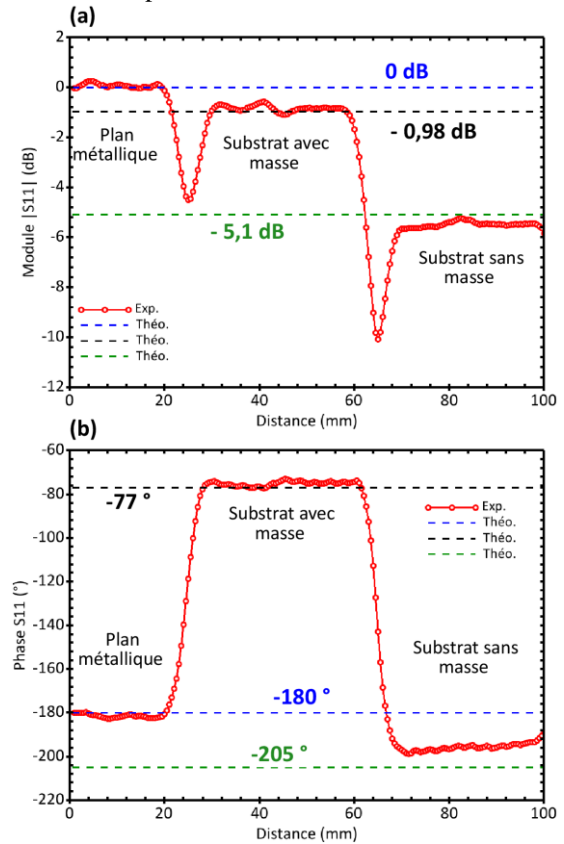 (a)
2
0
-2
-4
-6
-8
-10
-12
Module |S11| (dB)
0 dB
Plan
métallique
Substrat avec
masse
- 0,98 dB
- 5,1 dB
Substrat sans
masse
Exp.
Théo.
Théo.
Théo.
0 20 40 60 80 100
Distance (mm)
(b)
-60
-80
-100
-120
-140
-160
-180
-200
-220
Phase S11 (°)
-77 °
Substrat avec
masse
Exp.
Théo.
Théo.
Théo.
Plan
métallique
Substrat sans
masse
-180 °
-205 °
0 20 40 60 80 100
Distance (mm)